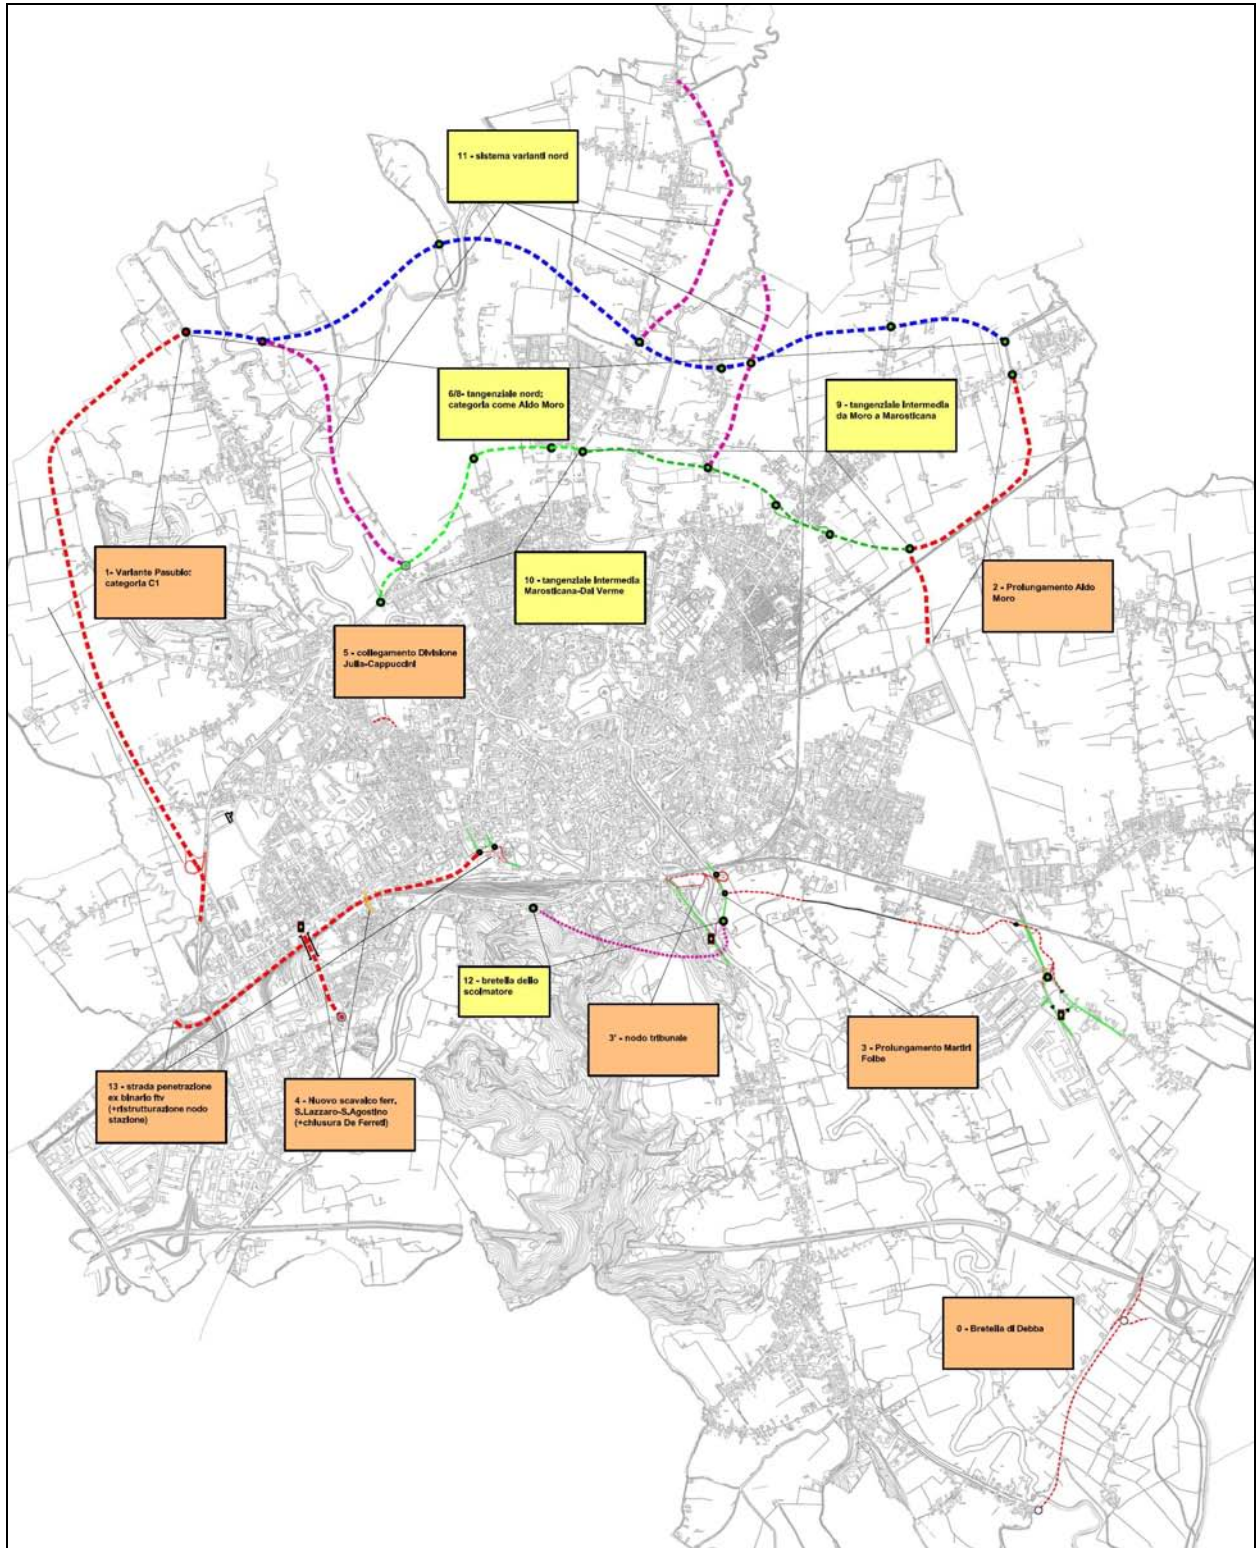 11 - sistema varianti nord
6/8- tangenziale nord;
categoria come Aldo Moro
9 - tangenziale intermedia
da Moro a Marosticana
1- Variante Pasubio:
categoria C1
10 - tangenziale intermedia
Marosticana-Dal Verme
2 - Prolungamento Aldo
Moro
5 - collegamento Divisione
Julia-Cappuccini
12 - bretella dello
scolmatore
3' - nodo tribunale
3 - Prolungamento Martiri
Foibe
13 - strada penetrazione
ex binario ftv
(+ristrutturazione nodo
stazione)
4 - Nuovo scavalco ferr.
S.Lazzaro-S.Agostino
(+chiusura De Ferreti)
0 - Bretella di Debba